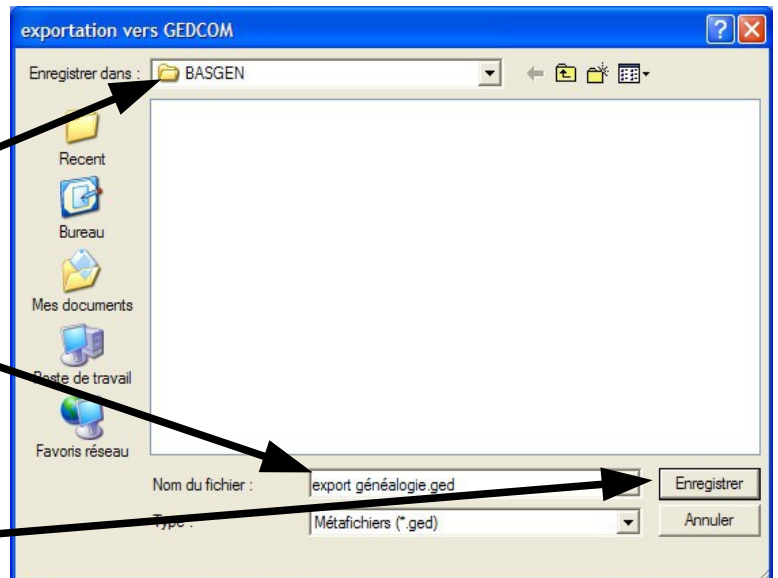 exportation vers GEDCOM
Enregistrer dans : BASGEN
Recent
Bureau
Mes documents
Poste de travail
Favoris réseau
Nom du fichier : export généalogie.ged Enregistrer
Type : Métafichiers (*.ged) Annuler